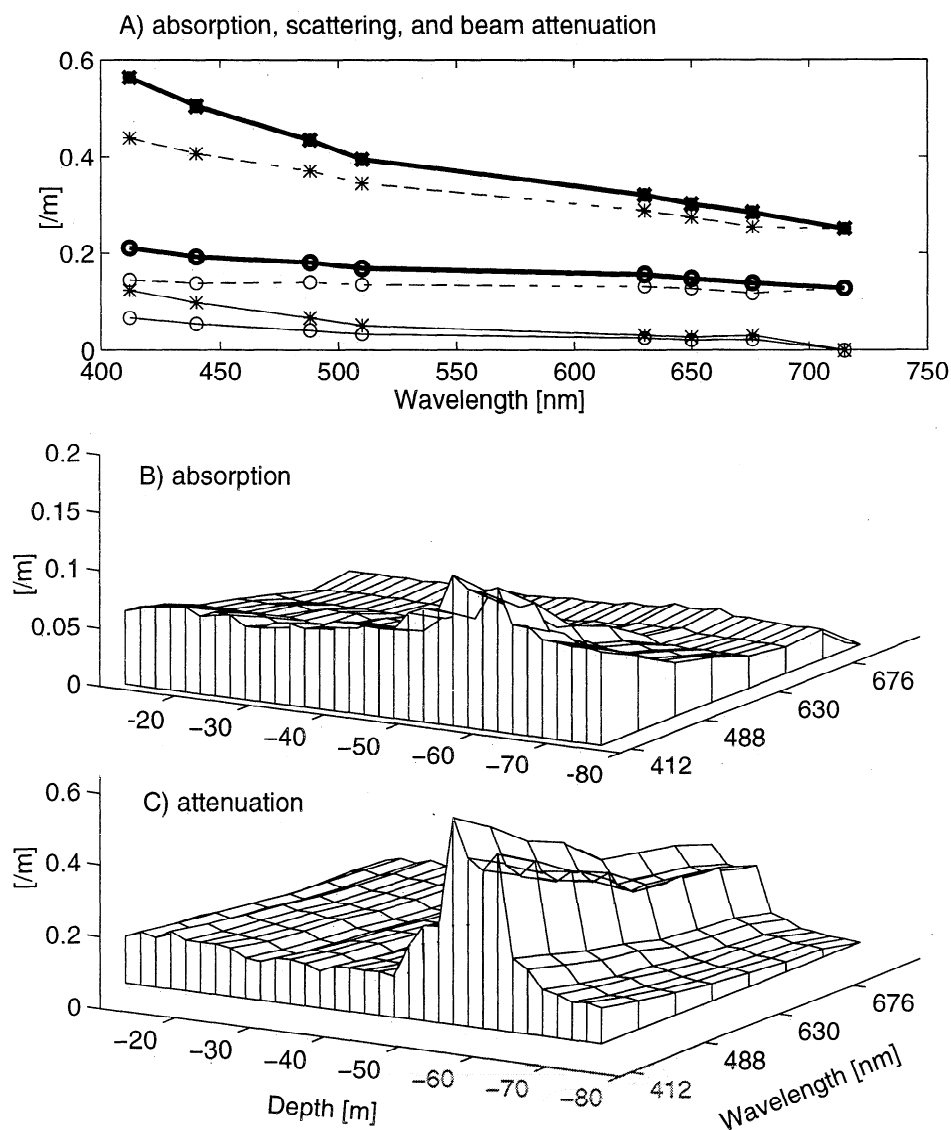 A) absorption, scattering, and beam attenuation
0.6
0.4
0.2
0
[/m]
400 450 500 550 600 650 700 750
Wavelength [nm]
B) absorption
0.2
0.15
0.1
0.05
0
[/m]
-20 -30 -40 -50 -60 -70 -80
412 488 630 676
C) attenuation
0.6
0.4
0.2
0
[/m]
-20 -30 -40 -50 -60 -70 -80
412 488 630 676
Depth [m]
Wavelength [nm]